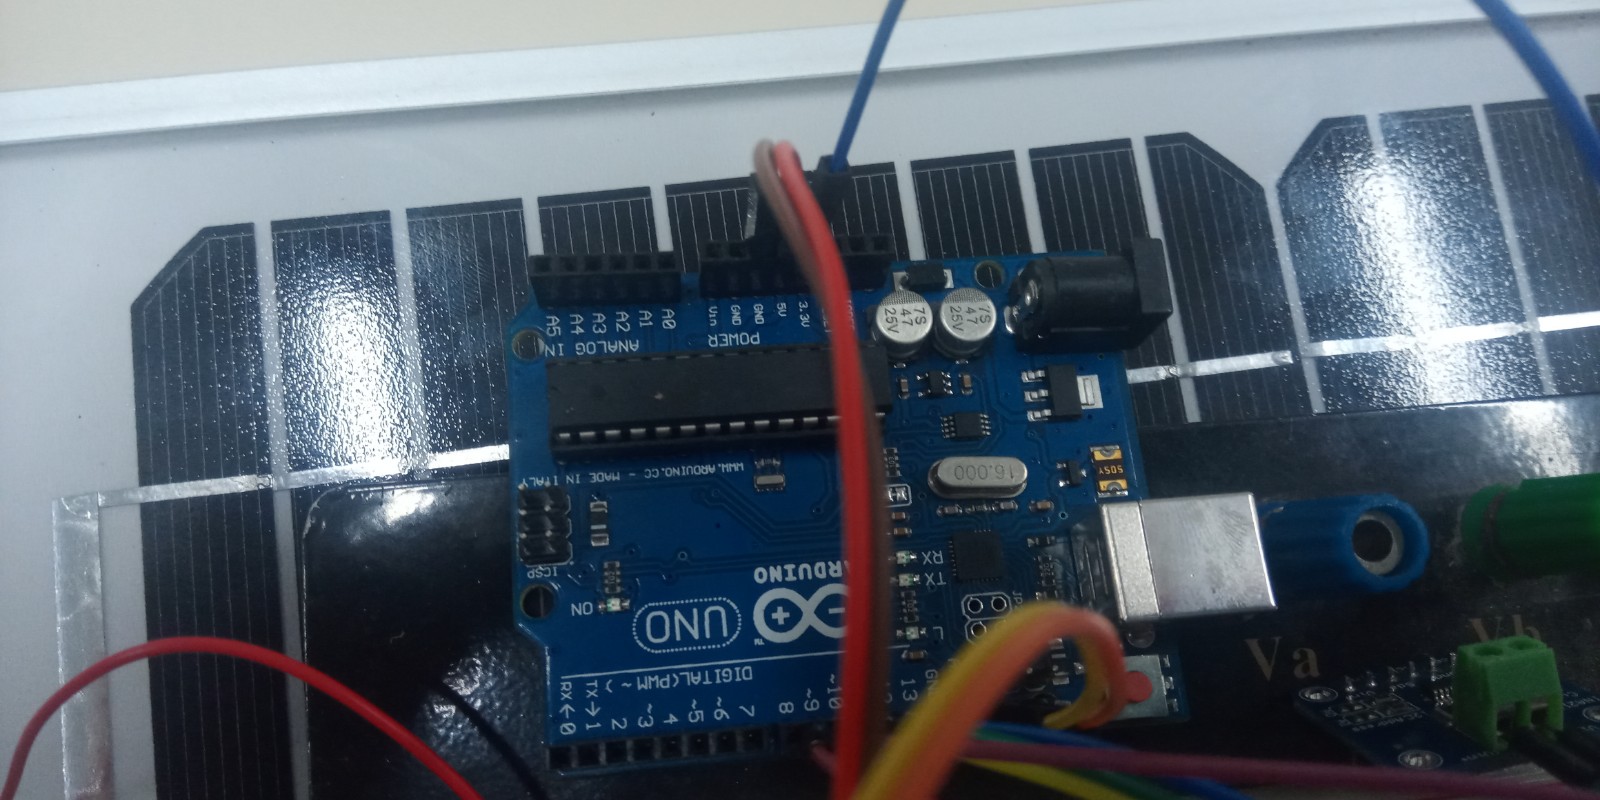 A5 A4 A3 A2 A1 A0
Vin GND GND 5V 3.3V
ANALOG IN
POWER
7S
47
25V
7S
47
25V
WWW.ARDUINO.CC - MADE IN ITALY
16.000
ICSP
ON
UNO
ARDUINO
TM
RX
TX
L
DIGITAL(PWM ~)
RX←0
TX→1
2
~3
4
~5
~6
7
8
~9
~10
13
Va
Vb